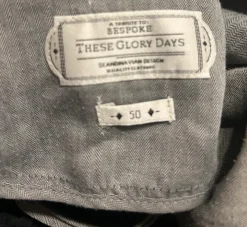 A TRIBUTE TO:
BESPOKE
THESE GLORY DAYS
SCANDINAVIAN DESIGN
50